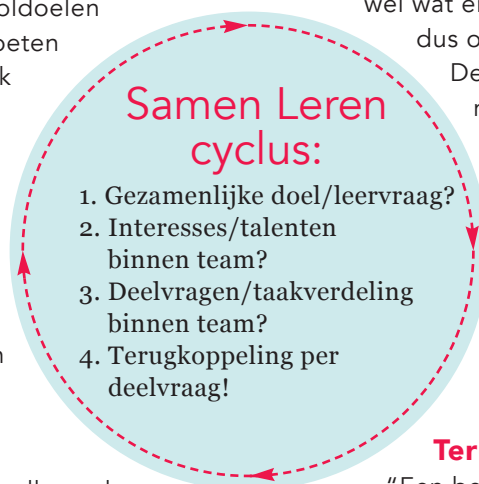 Samen Leren
cyclus:
1. Gezamenlijke doel/leervraag?
2. Interesses/talenten
binnen team?
3. Deelvragen/taakverdeling
binnen team?
4. Terugkoppeling per
deelvraag!